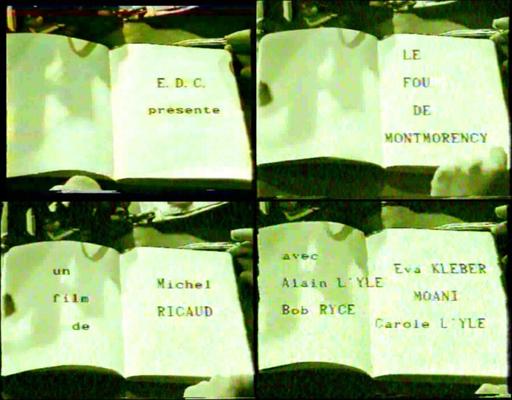 E. D. C.
présente
LE
FOU
DE
MONTMORENCY
un
film
de
Michel
RICAUD
avec
Alain L'YLE
Bob RYCE
Eva KLEBER
MOANI
Carole L'YLE